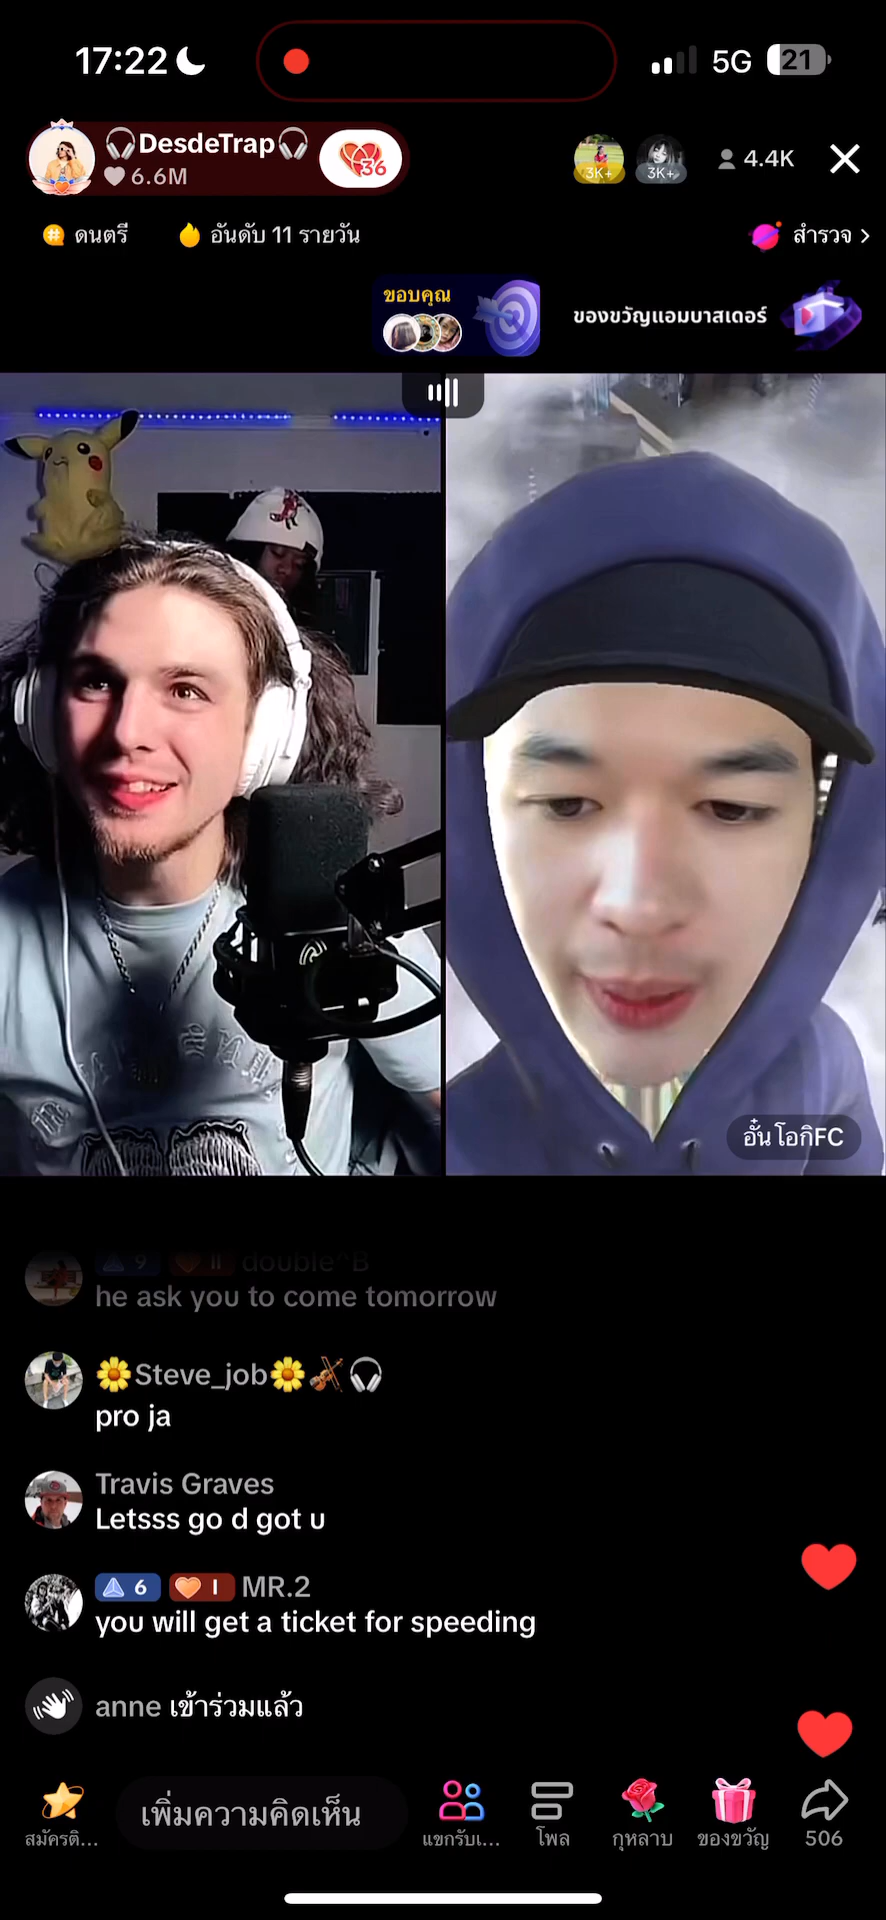 17:22
5G
21
DesdeTrap
36
6.6M
3K+
3K+
4.4K
ดนตรี
อันดับ 11 รายวัน
สำรวจ
ขอบคุณ
ของขวัญแอมบาสเดอร์
อั๋น โอกิFC
9 II double^B
he ask you to come tomorrow
Steve_job
pro ja
Travis Graves
Letsss go d got u
6 I MR.2
you will get a ticket for speeding
anne เข้าร่วมแล้ว
เพิ่มความคิดเห็น
สมัครติ...
แขกรับเ...
โพล
กุหลาบ
ของขวัญ
506